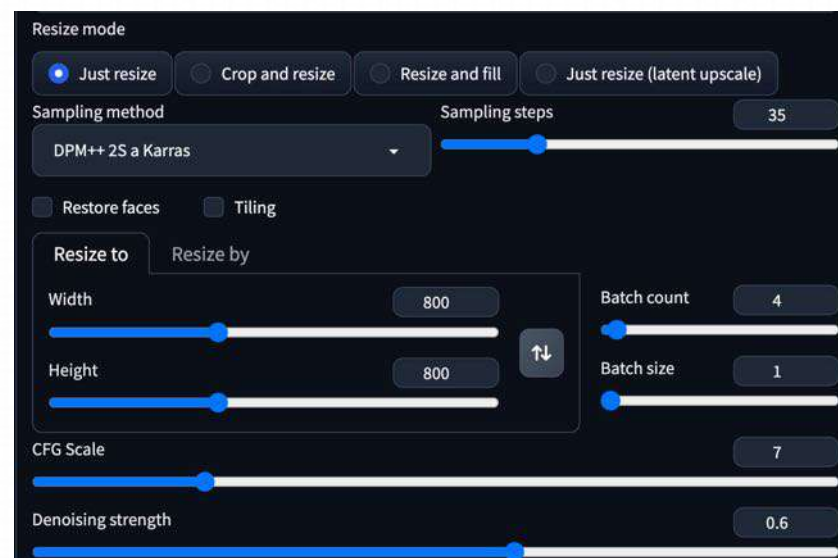 Resize mode
Just resize Crop and resize Resize and fill Just resize (latent upscale)
Sampling method Sampling steps 35
DPM++ 2S a Karras
Restore faces Tiling
Resize to Resize by
Width 800 Batch count 4
Height 800 Batch size 1
CFG Scale 7
Denoising strength 0.6